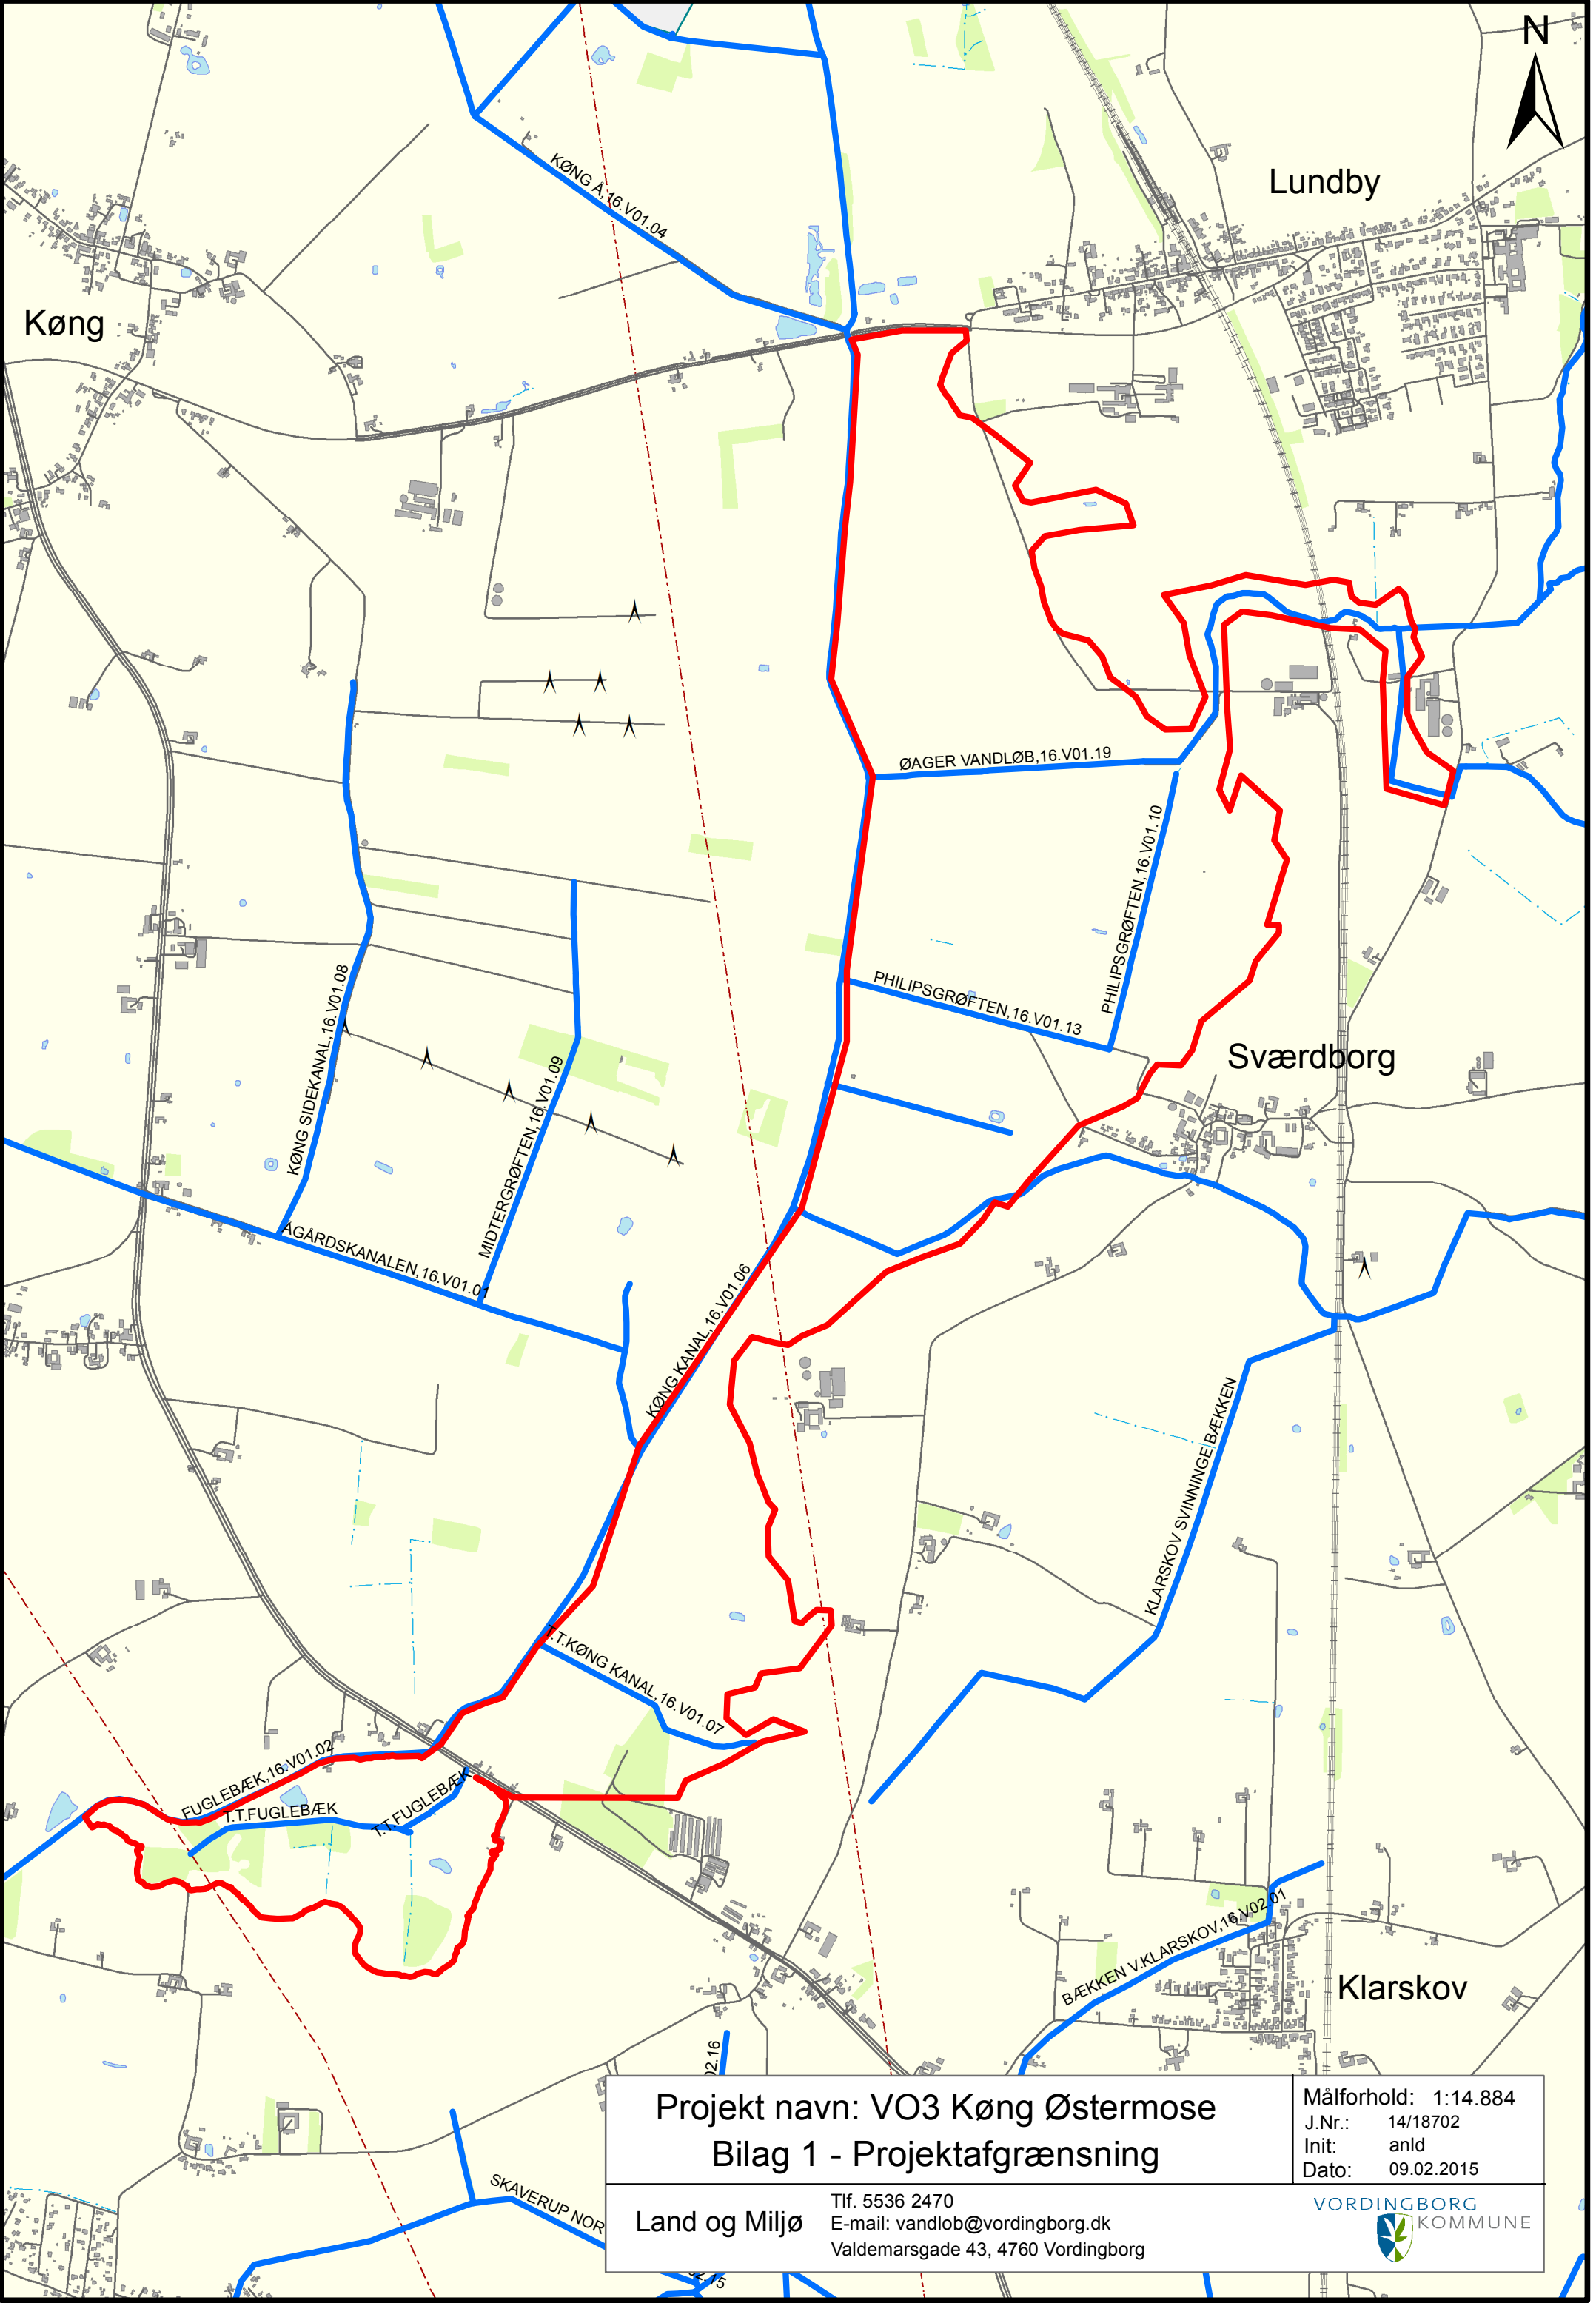 N
Lundby
KØNG Å,16.V01.04
Køng
ØAGER VANDLØB,16.V01.19
PHILIPSGRØFTEN,16.V01.10
PHILIPSGRØFTEN,16.V01.13
KØNG SIDEKANAL,16.V01.08
MIDTERGRØFTEN,16.V01.09
Sværdborg
ÅGÅRDSKANALEN,16.V01.01
KØNG KANAL,16.V01.06
KLARSKOV SVINNINGE BÆKKEN
T.T.KØNG KANAL,16.V01.07
FUGLEBÆK,16.V01.02
T.T.FUGLEBÆK
T.T.FUGLEBÆK
BÆKKEN V.KLARSKOV,16.V02.01
Klarskov
02.16
SKAVERUP NOR
02.15
Projekt navn: VO3 Køng Østermose
Bilag 1 - Projektafgrænsning
Målforhold: 1:14.884
J.Nr.: 14/18702
Init: anld
Dato: 09.02.2015
Land og Miljø
Tlf. 5536 2470
E-mail: vandlob@vordingborg.dk
Valdemarsgade 43, 4760 Vordingborg
VORDINGBORG
KOMMUNE